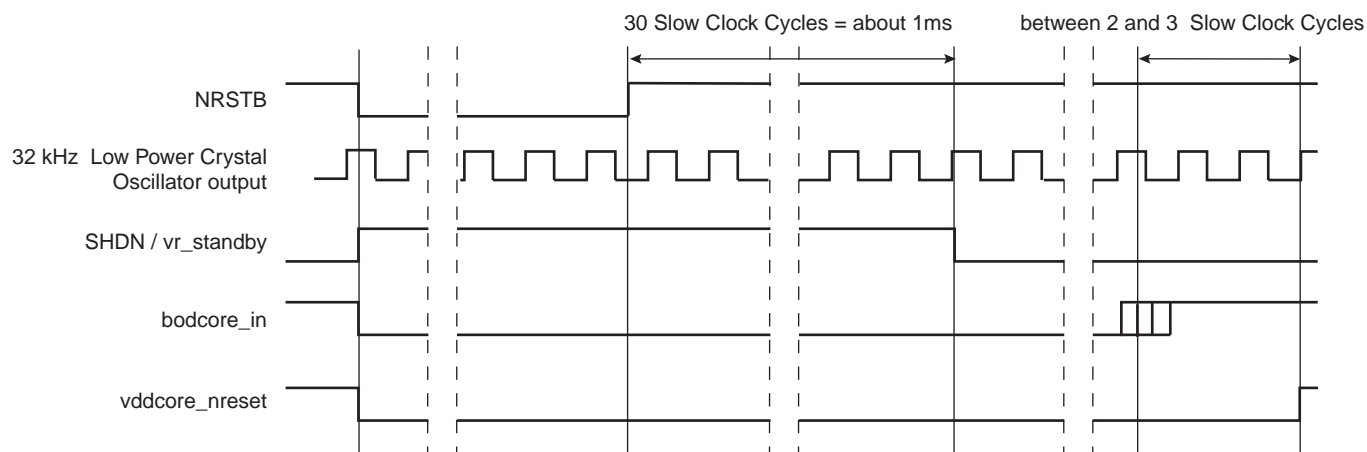 30 Slow Clock Cycles = about 1ms
between 2 and 3 Slow Clock Cycles
NRSTB
32 kHz Low Power Crystal
Oscillator output
SHDN / vr_standby
bodcore_in
vddcore_nreset